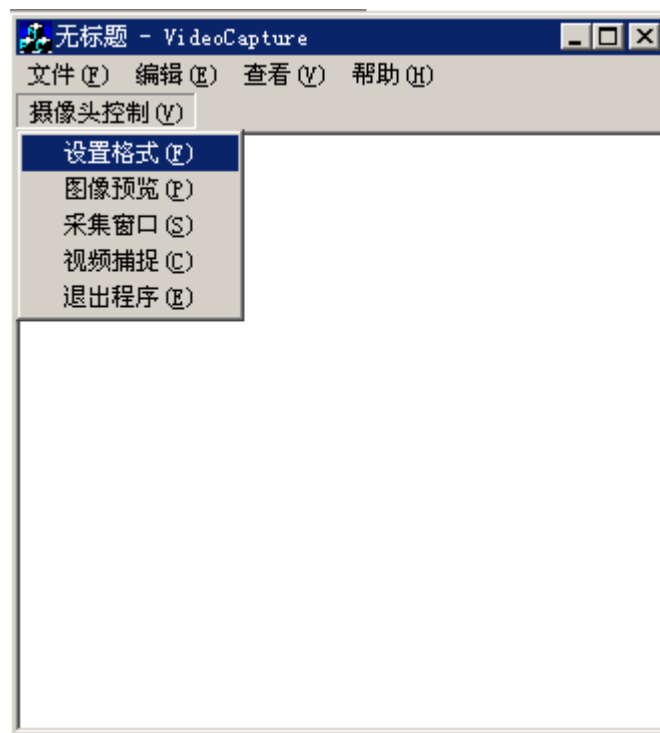 无标题 - VideoCapture
文件(F) 编辑(E) 查看(V) 帮助(H)
摄像头控制(V)
设置格式(F)
图像预览(P)
采集窗口(S)
视频捕捉(C)
退出程序(E)